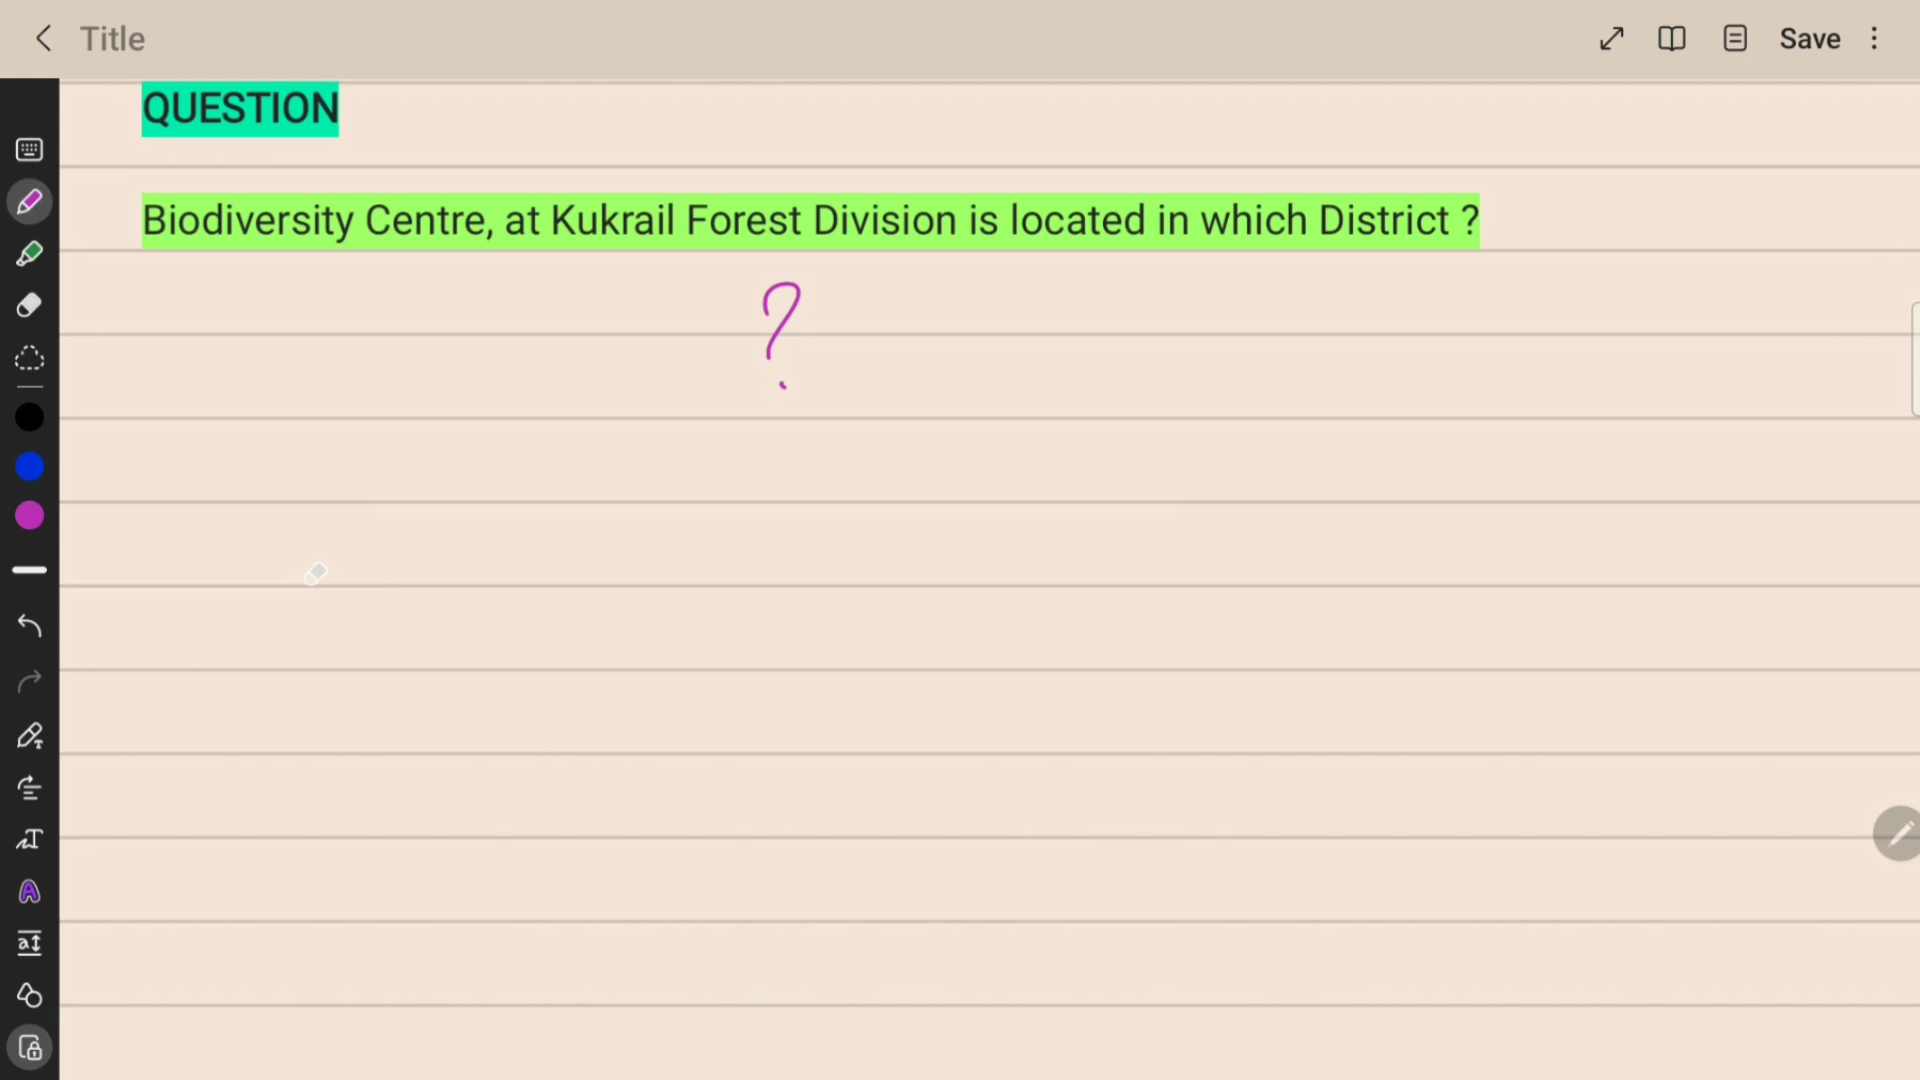 Title
Save
QUESTION
Biodiversity Centre, at Kukrail Forest Division is located in which District ?
?